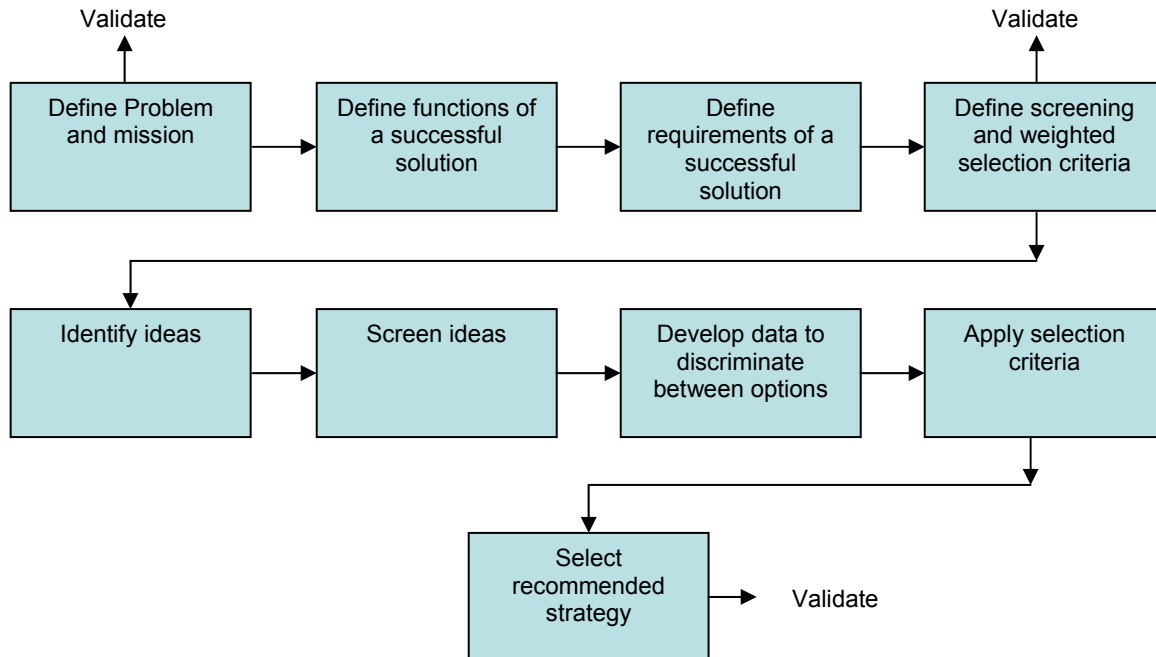 Validate
Validate
Define Problem
and mission
Define functions of
a successful
solution
Define
requirements of a
successful
solution
Define screening
and weighted
selection criteria
Identify ideas
Screen ideas
Develop data to
discriminate
between options
Apply selection
criteria
Select
recommended
strategy
Validate